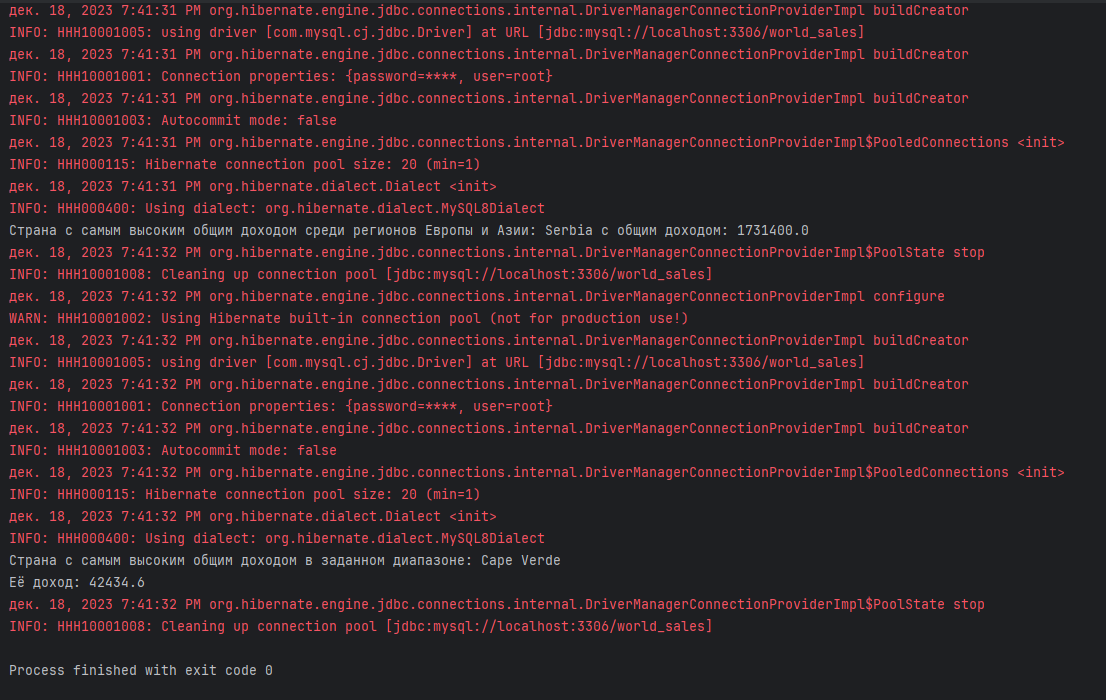 дек. 18, 2023 7:41:31 PM org.hibernate.engine.jdbc.connections.internal.DriverManagerConnectionProviderImpl buildCreator
INFO: HHH10001005: using driver [com.mysql.cj.jdbc.Driver] at URL [jdbc:mysql://localhost:3306/world_sales]
дек. 18, 2023 7:41:31 PM org.hibernate.engine.jdbc.connections.internal.DriverManagerConnectionProviderImpl buildCreator
INFO: HHH10001001: Connection properties: {password=****, user=root}
дек. 18, 2023 7:41:31 PM org.hibernate.engine.jdbc.connections.internal.DriverManagerConnectionProviderImpl buildCreator
INFO: HHH10001003: Autocommit mode: false
дек. 18, 2023 7:41:31 PM org.hibernate.engine.jdbc.connections.internal.DriverManagerConnectionProviderImpl$PooledConnections <init>
INFO: HHH000115: Hibernate connection pool size: 20 (min=1)
дек. 18, 2023 7:41:31 PM org.hibernate.dialect.Dialect <init>
INFO: HHH000400: Using dialect: org.hibernate.dialect.MySQL8Dialect
Страна с самым высоким общим доходом среди регионов Европы и Азии: Serbia с общим доходом: 1731400.0
дек. 18, 2023 7:41:32 PM org.hibernate.engine.jdbc.connections.internal.DriverManagerConnectionProviderImpl$PoolState stop
INFO: HHH10001008: Cleaning up connection pool [jdbc:mysql://localhost:3306/world_sales]
дек. 18, 2023 7:41:32 PM org.hibernate.engine.jdbc.connections.internal.DriverManagerConnectionProviderImpl configure
WARN: HHH10001002: Using Hibernate built-in connection pool (not for production use!)
дек. 18, 2023 7:41:32 PM org.hibernate.engine.jdbc.connections.internal.DriverManagerConnectionProviderImpl buildCreator
INFO: HHH10001005: using driver [com.mysql.cj.jdbc.Driver] at URL [jdbc:mysql://localhost:3306/world_sales]
дек. 18, 2023 7:41:32 PM org.hibernate.engine.jdbc.connections.internal.DriverManagerConnectionProviderImpl buildCreator
INFO: HHH10001001: Connection properties: {password=****, user=root}
дек. 18, 2023 7:41:32 PM org.hibernate.engine.jdbc.connections.internal.DriverManagerConnectionProviderImpl buildCreator
INFO: HHH10001003: Autocommit mode: false
дек. 18, 2023 7:41:32 PM org.hibernate.engine.jdbc.connections.internal.DriverManagerConnectionProviderImpl$PooledConnections <init>
INFO: HHH000115: Hibernate connection pool size: 20 (min=1)
дек. 18, 2023 7:41:32 PM org.hibernate.dialect.Dialect <init>
INFO: HHH000400: Using dialect: org.hibernate.dialect.MySQL8Dialect
Страна с самым высоким общим доходом в заданном диапазоне: Cape Verde
Её доход: 42434.6
дек. 18, 2023 7:41:32 PM org.hibernate.engine.jdbc.connections.internal.DriverManagerConnectionProviderImpl$PoolState stop
INFO: HHH10001008: Cleaning up connection pool [jdbc:mysql://localhost:3306/world_sales]
Process finished with exit code 0